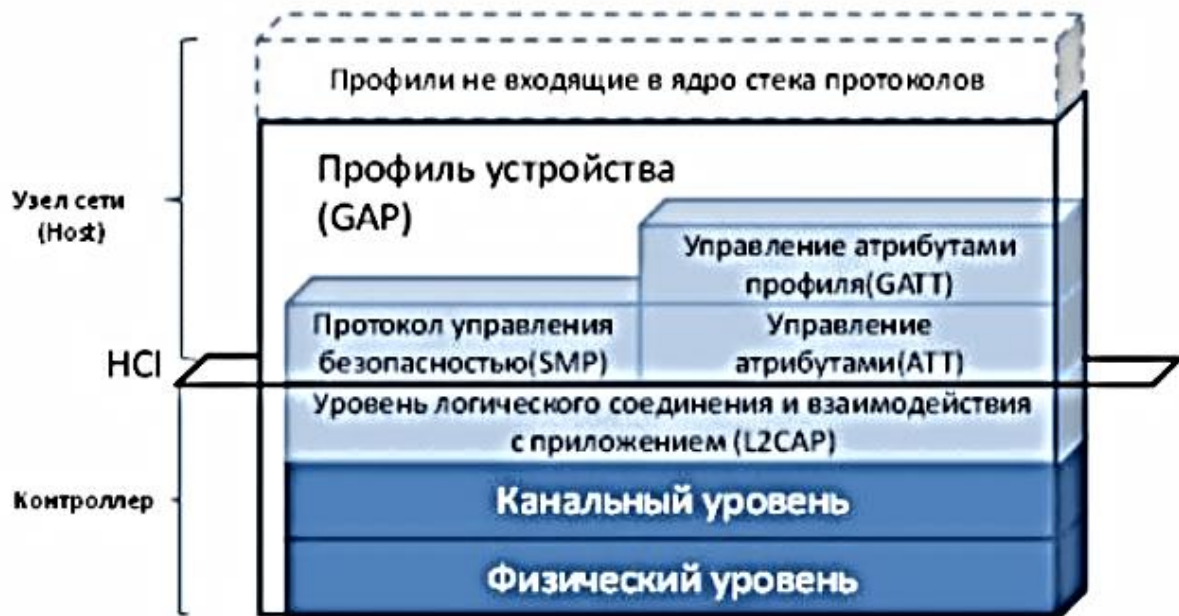 Профили не входящие в ядро стека протоколов
Профиль устройства
(GAP)
Узел сети
(Host)
Управление атрибутами
профиля(GATT)
Протокол управления
безопасностью(SMP)
Управление
атрибутами(ATT)
HCI
Уровень логического соединения и взаимодействия
с приложением (L2CAP)
Контроллер
Канальный уровень
Физический уровень